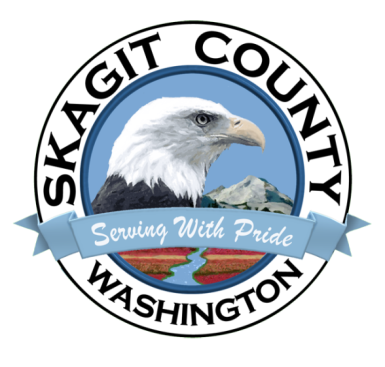 SKAGIT COUNTY
Serving With Pride
WASHINGTON